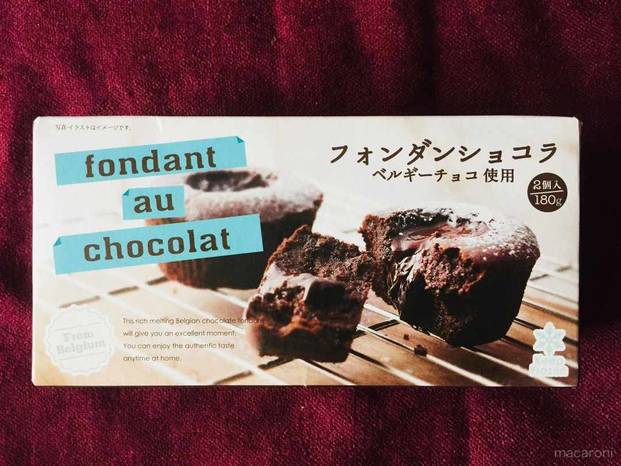 写真・イラストはイメージです。
fondant
au
chocolat
フォンダンショコラ
ベルギーチョコ使用
2個入
180g
This rich melting Belgian chocolate fondant
will give you an excellent moment.
You can enjoy the authentic taste
anytime at home.
From
Belgium
macaroni